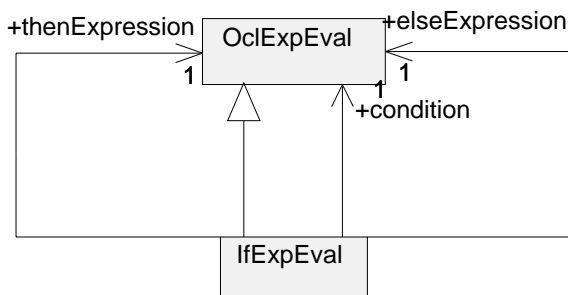 +thenExpression
OclExpEval
+elseExpression
1
1
1
+condition
IfExpEval